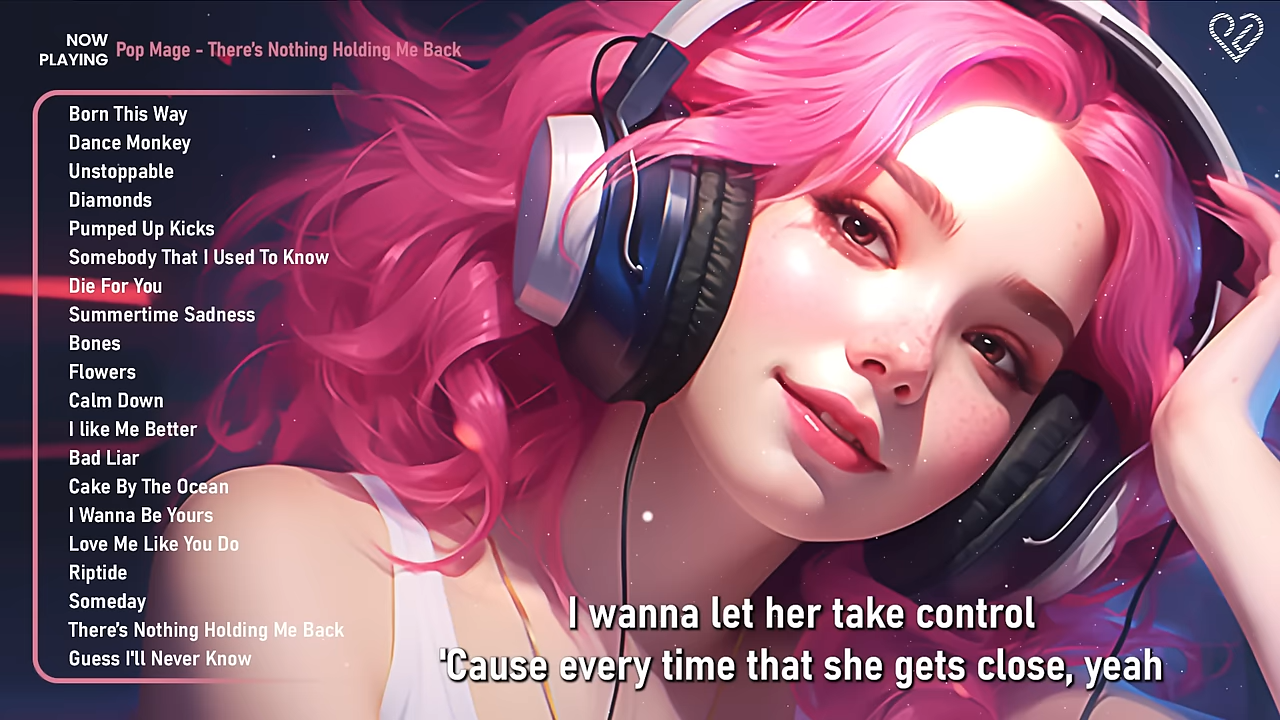 NOW
PLAYING
Pop Mage - There's Nothing Holding Me Back
Born This Way
Dance Monkey
Unstoppable
Diamonds
Pumped Up Kicks
Somebody That I Used To Know
Die For You
Summertime Sadness
Bones
Flowers
Calm Down
I like Me Better
Bad Liar
Cake By The Ocean
I Wanna Be Yours
Love Me Like You Do
Riptide
Someday
There's Nothing Holding Me Back
Guess I'll Never Know
I wanna let her take control
'Cause every time that she gets close, yeah